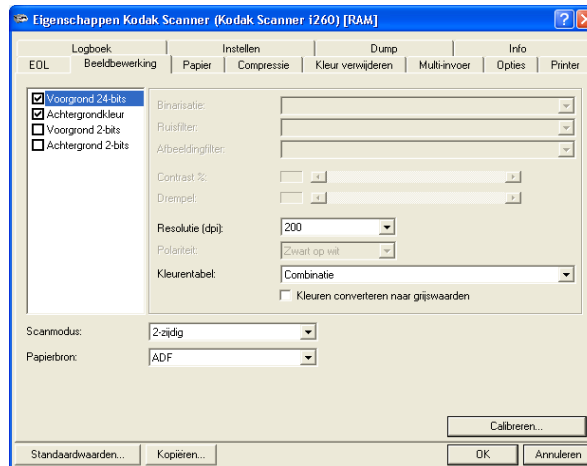 Eigenschappen Kodak Scanner (Kodak Scanner i260) [RAM]
Logboek Instellen Dump Info
EOL Beeldbewerking Papier Compressie Kleur verwijderen Multi-invoer Opties Printer
Voorgrond 24-bits
Achtergrondkleur
Voorgrond 2-bits
Achtergrond 2-bits
Binarisatie:
Ruisfilter:
Afbeeldingfilter:
Contrast %:
Drempel:
Resolutie (dpi): 200
Polariteit: Zwart op wit
Kleurentabel: Combinatie
Kleuren converteren naar grijswaarden
Scanmodus: 2-zijdig
Papierbron: ADF
Calibreren...
Standaardwaarden... Kopiëren... OK Annuleren